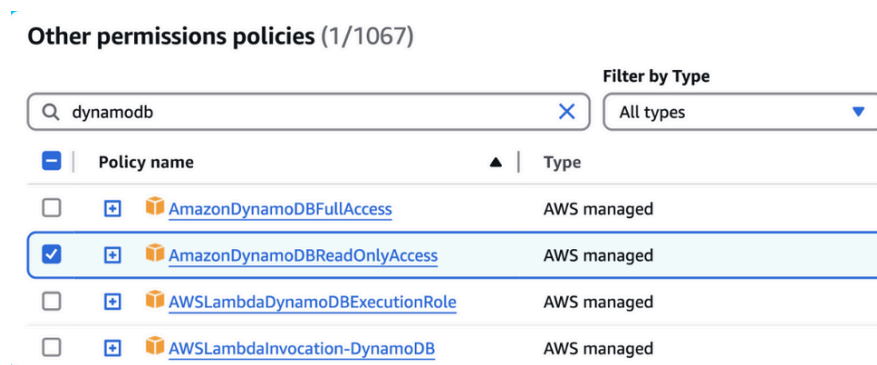 Other permissions policies (1/1067)
Filter by Type
dynamodb
All types
Policy name
Type
AmazonDynamoDBFullAccess
AWS managed
AmazonDynamoDBReadOnlyAccess
AWS managed
AWSLambdaDynamoDBExecutionRole
AWS managed
AWSLambdaInvocation-DynamoDB
AWS managed